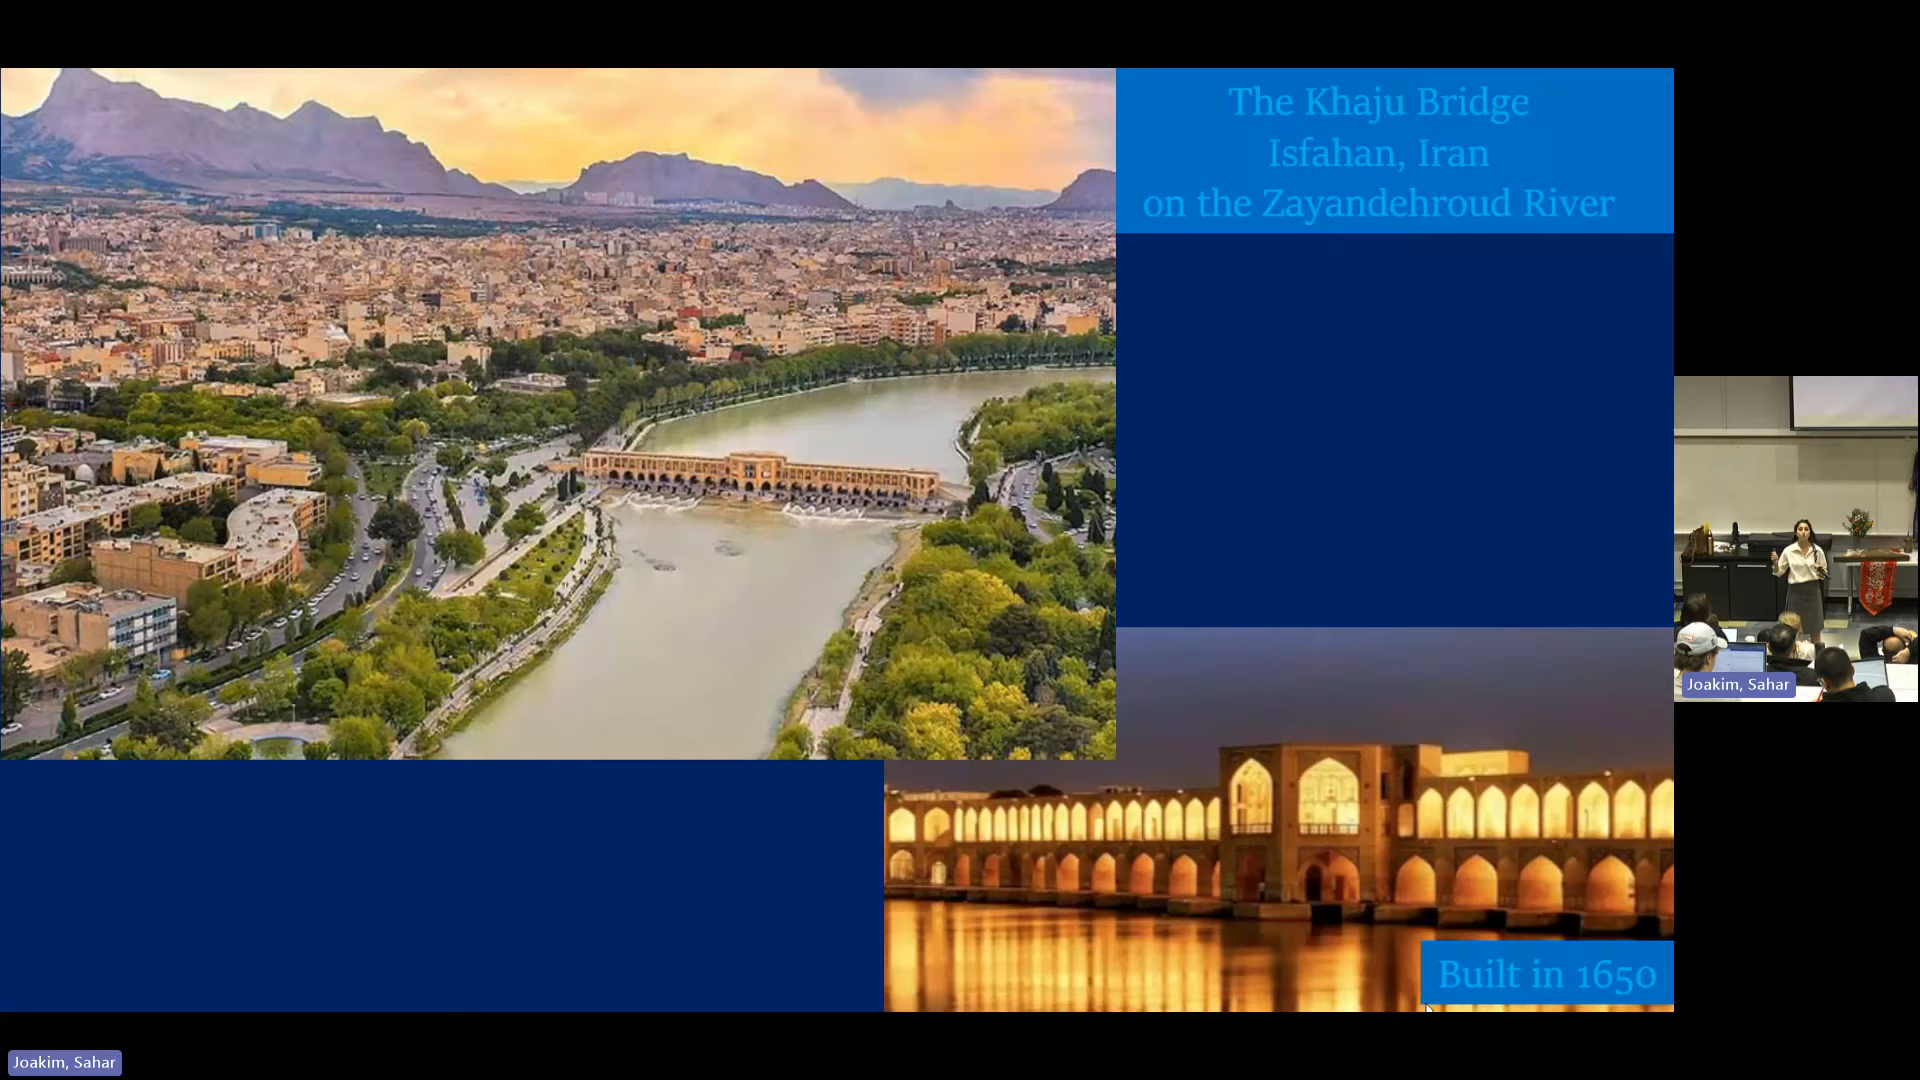 The Khaju Bridge
Isfahan, Iran
on the Zayandehroud River
Joakim, Sahar
Built in 1650
Joakim, Sahar